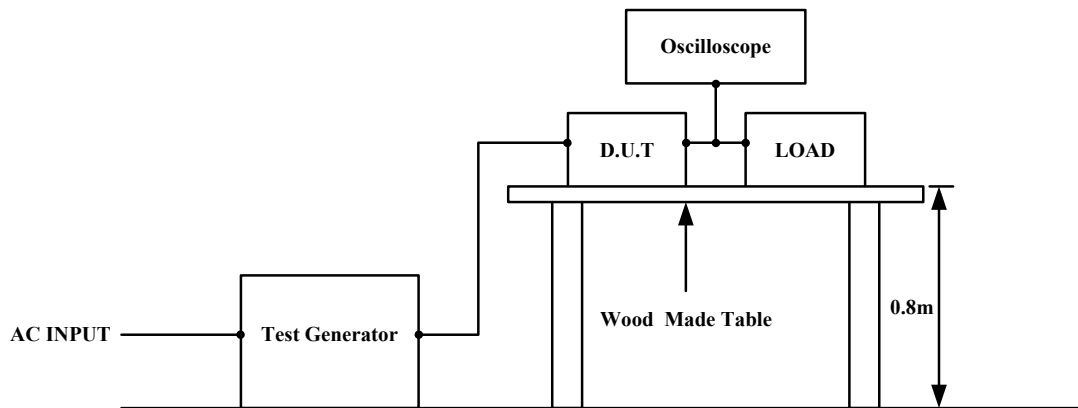 Oscilloscope
D.U.T
LOAD
0.8m
Wood Made Table
AC INPUT
Test Generator